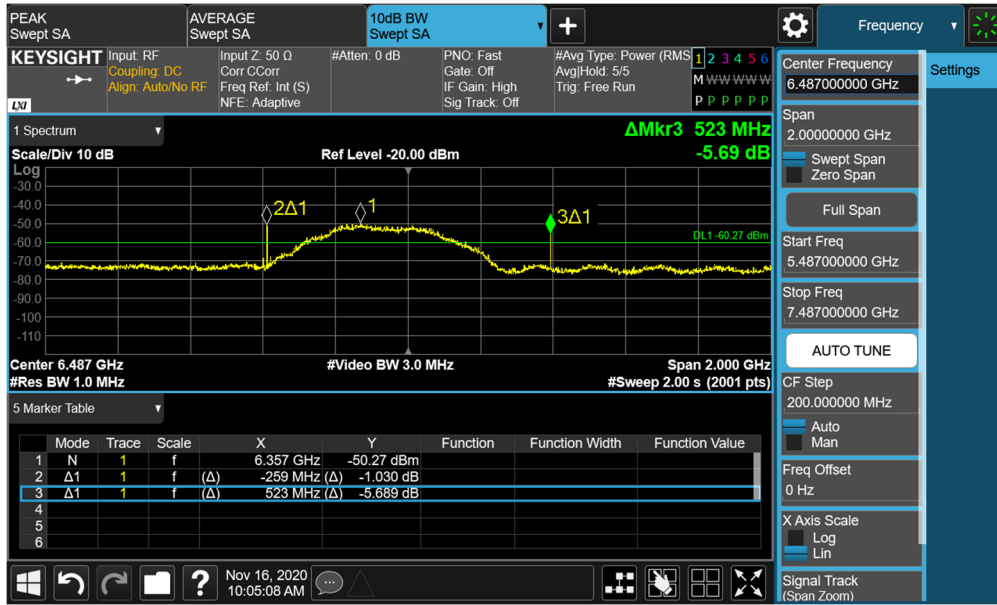 PEAK
Swept SA
AVERAGE
Swept SA
10dB BW
Swept SA
▼
+
Frequency ▼
KEYSIGHT
LXI
Input: RF
Coupling: DC
Align: Auto/No RF
Input Z: 50 Ω
Corr CCorr
Freq Ref: Int (S)
NFE: Adaptive
#Atten: 0 dB
PNO: Fast
Gate: Off
IF Gain: High
Sig Track: Off
#Avg Type: Power (RMS
Avg|Hold: 5/5
Trig: Free Run
1 2 3 4 5 6
M W W W W W
P P P P P P
1 Spectrum ▼
Scale/Div 10 dB
Ref Level -20.00 dBm
ΔMkr3 523 MHz
-5.69 dB
Log
-30.0
-40.0
-50.0
-60.0
-70.0
-80.0
-90.0
-100
-110
2Δ1
1
3Δ1
DL1 -60.27 dBm
Center 6.487 GHz
#Video BW 3.0 MHz
Span 2.000 GHz
#Res BW 1.0 MHz
#Sweep 2.00 s (2001 pts)
5 Marker Table ▼
Mode Trace Scale X Y Function Function Width Function Value
1 N 1 f 6.357 GHz -50.27 dBm
2 Δ1 1 f (Δ) -259 MHz (Δ) -1.030 dB
3 Δ1 1 f (Δ) 523 MHz (Δ) -5.689 dB
4
5
6
?
Nov 16, 2020
10:05:08 AM
Center Frequency
6.487000000 GHz
Span
2.00000000 GHz
Swept Span
Zero Span
Full Span
Start Freq
5.487000000 GHz
Stop Freq
7.487000000 GHz
AUTO TUNE
CF Step
200.000000 MHz
Auto
Man
Freq Offset
0 Hz
X Axis Scale
Log
Lin
Signal Track
(Span Zoom)
Settings